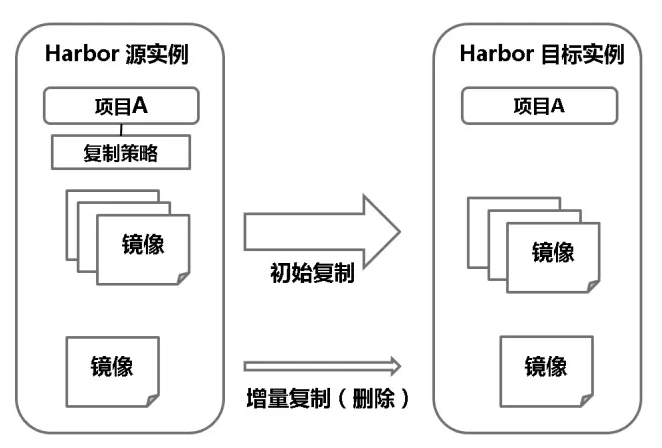 Harbor 源实例
项目A
复制策略
镜像
镜像
初始复制
增量复制（删除）
Harbor 目标实例
项目A
镜像
镜像